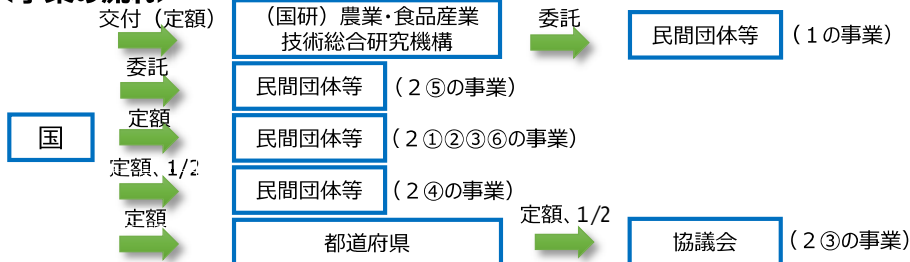 交付（定額）
（国研）農業・食品産業
技術総合研究機構
委託
民間団体等
（１の事業）
委託
民間団体等
（２⑤の事業）
国
定額
民間団体等
（２①②③⑥の事業）
定額、1/2
民間団体等
（２④の事業）
定額
都道府県
定額、1/2
協議会
（２③の事業）